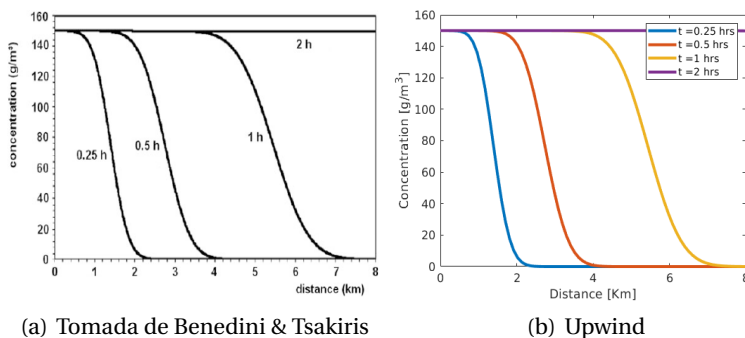 160
140
120
100
80
60
40
20
0
concentration (g/m³)
2 h
1 h
0.5 h
0.25 h
0 1 2 3 4 5 6 7 8
distance (km)
(a) Tomada de Benedini & Tsakiris
160
140
120
100
80
60
40
20
0
Concentration [g/m³]
t =0.25 hrs
t =0.5 hrs
t =1 hrs
t =2 hrs
0 2 4 6 8
Distance [Km]
(b) Upwind